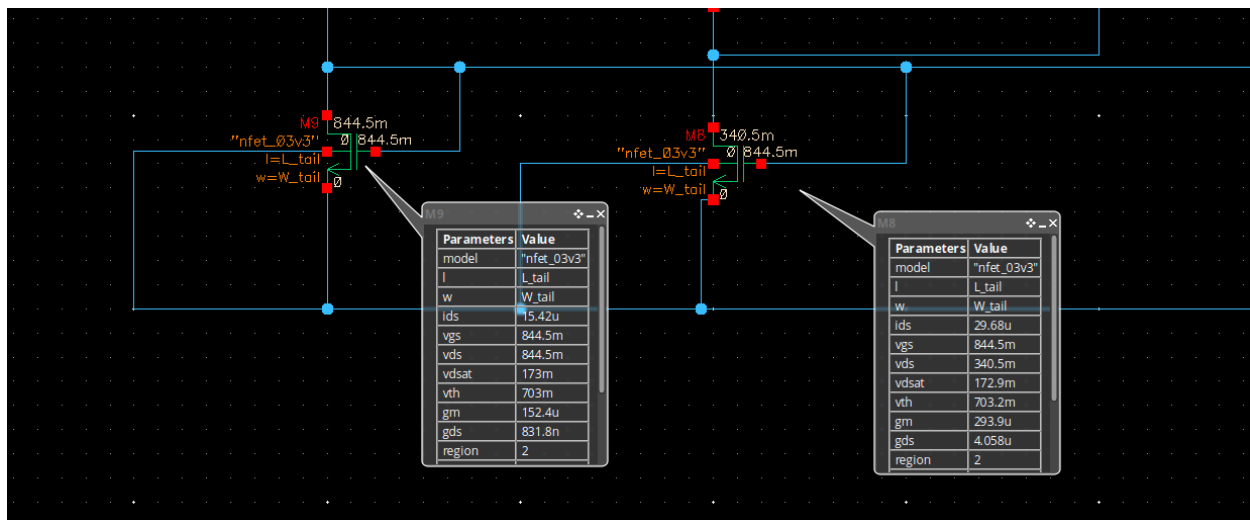 M9 844.5m
"nfet_03v3" 0 844.5m
l=L_tail
w=W_tail 0
M8 340.5m
"nfet_03v3" 0 844.5m
l=L_tail
w=W_tail 0
M9
Parameters Value
model "nfet_03v3"
l L_tail
w W_tail
ids 15.42u
vgs 844.5m
vds 844.5m
vdsat 173m
vth 703m
gm 152.4u
gds 831.8n
region 2
M8
Parameters Value
model "nfet_03v3"
l L_tail
w W_tail
ids 29.68u
vgs 844.5m
vds 340.5m
vdsat 172.9m
vth 703.2m
gm 293.9u
gds 4.058u
region 2